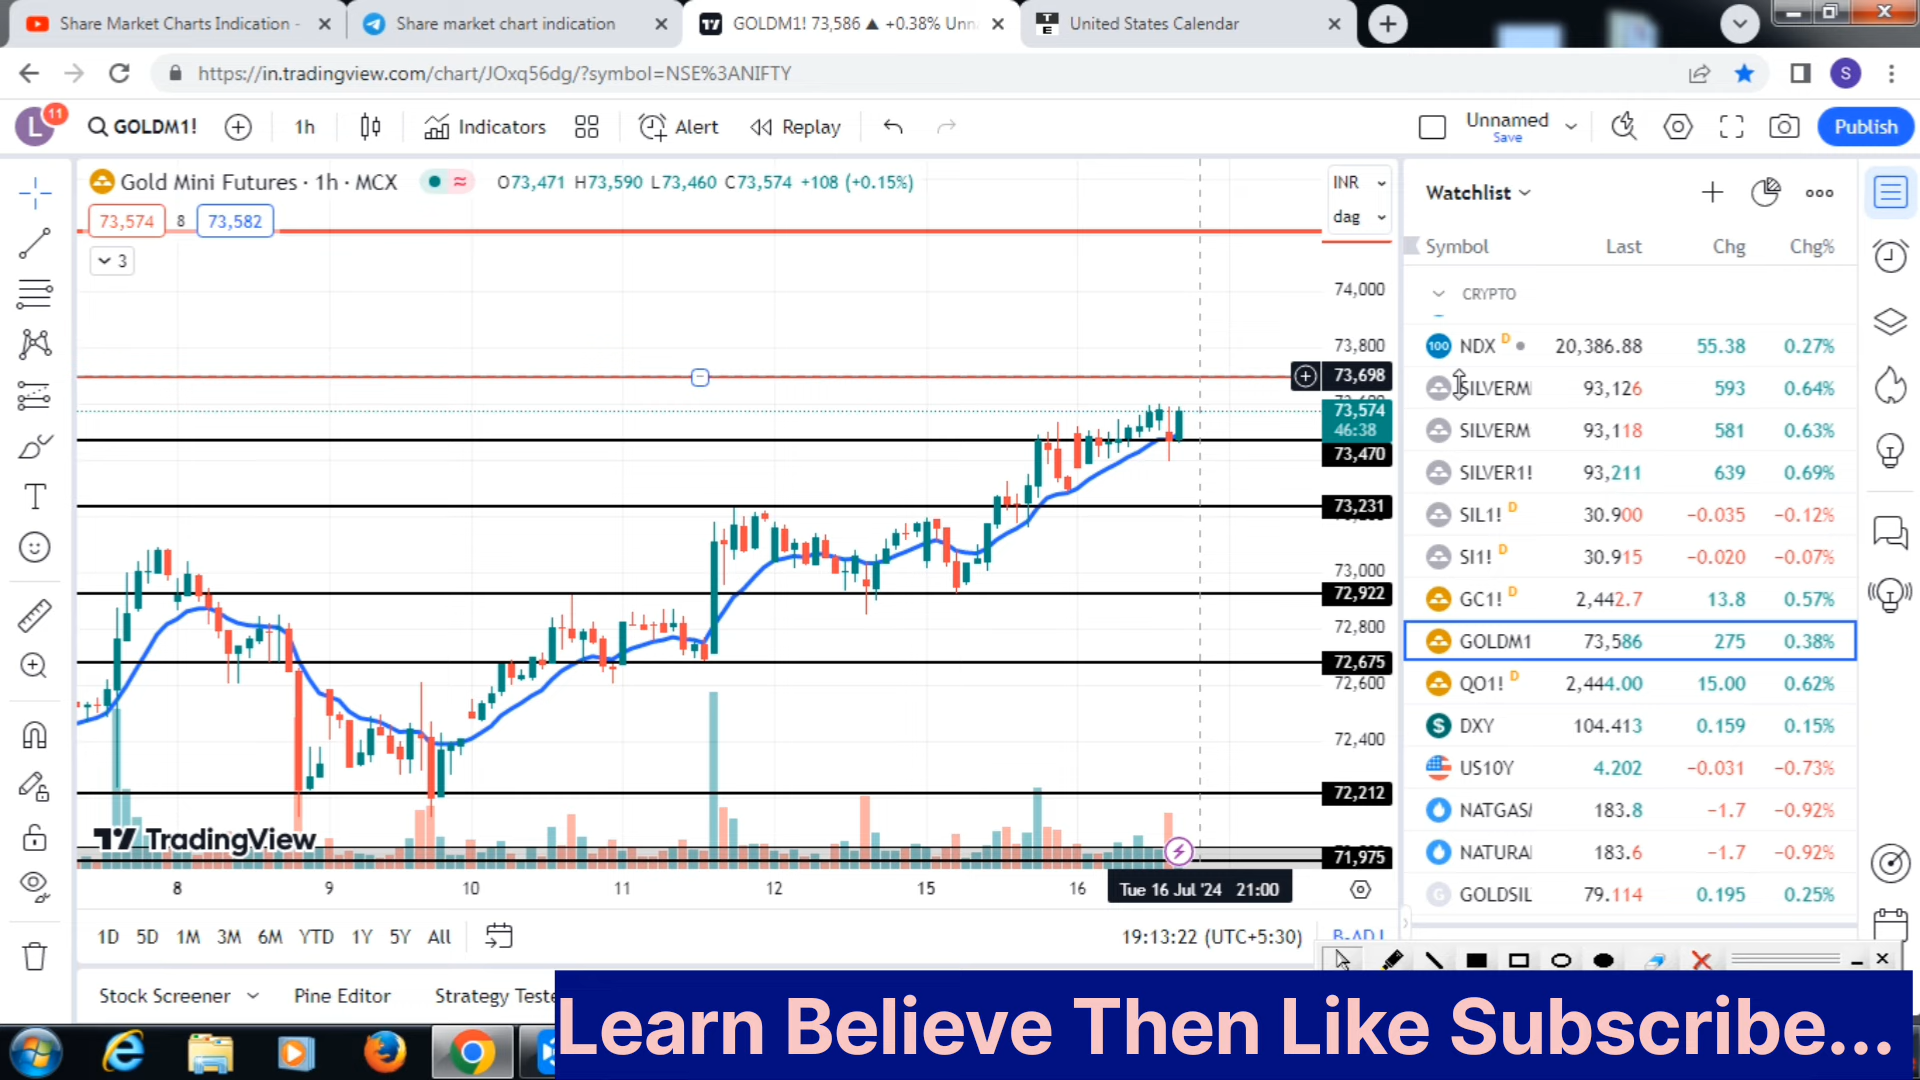 Share Market Charts Indication -
Share market chart indication
GOLDM1! 73,586 ▲ +0.38% Unn
United States Calendar
https://in.tradingview.com/chart/JOxq56dg/?symbol=NSE%3ANIFTY
S
L
11
GOLDM1!
1h
Indicators
Alert
Replay
Unnamed
Save
Publish
Gold Mini Futures · 1h · MCX
O73,471 H73,590 L73,460 C73,574 +108 (+0.15%)
73,574 8 73,582
3
INR
dag
74,000
73,800
73,698
73,574
46:38
73,470
73,231
73,000
72,922
72,800
72,675
72,600
72,400
72,212
71,975
TradingView
8 9 10 11 12 15 16
Tue 16 Jul '24 21:00
1D 5D 1M 3M 6M YTD 1Y 5Y All
19:13:22 (UTC+5:30)
B-ADJ
Stock Screener
Pine Editor
Strategy Teste
Watchlist
Symbol Last Chg Chg%
CRYPTO
100 NDX D 20,386.88 55.38 0.27%
SILVERM 93,126 593 0.64%
SILVERM 93,118 581 0.63%
SILVER1! 93,211 639 0.69%
SIL1! D 30.900 −0.035 −0.12%
SI1! D 30.915 −0.020 −0.07%
GC1! D 2,442.7 13.8 0.57%
GOLDM1 73,586 275 0.38%
QO1! D 2,444.00 15.00 0.62%
DXY 104.413 0.159 0.15%
US10Y 4.202 −0.031 −0.73%
NATGAS 183.8 −1.7 −0.92%
NATURA 183.6 −1.7 −0.92%
G GOLDSIL 79.114 0.195 0.25%
Learn Believe Then Like Subscribe...